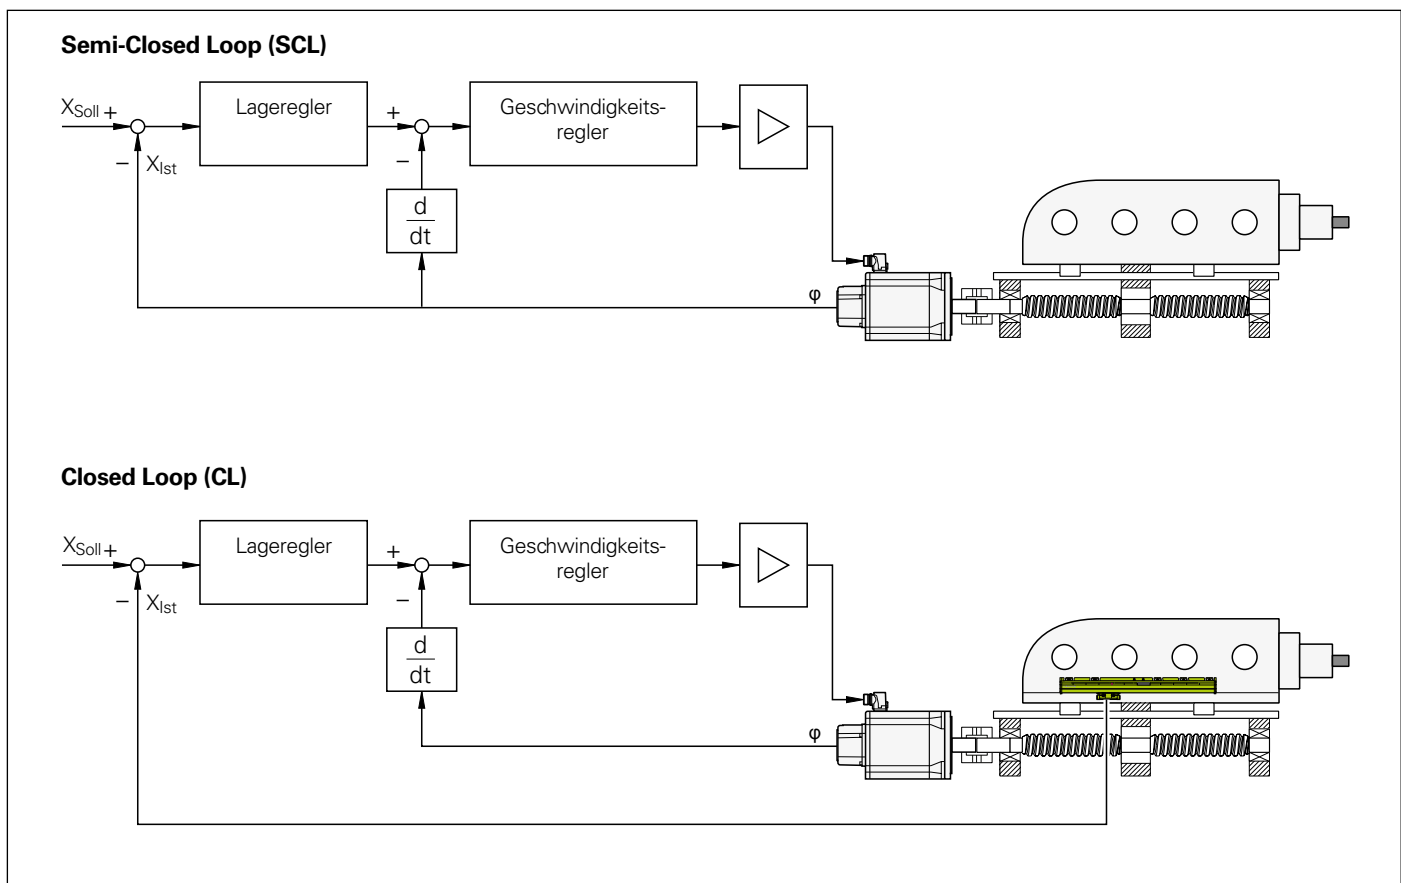 Semi-Closed Loop (SCL)
XSoll +
Lageregler
+
Geschwindigkeits-
regler
− XIst
−
d
dt
φ
Closed Loop (CL)
XSoll +
Lageregler
+
Geschwindigkeits-
regler
− XIst
−
d
dt
φ